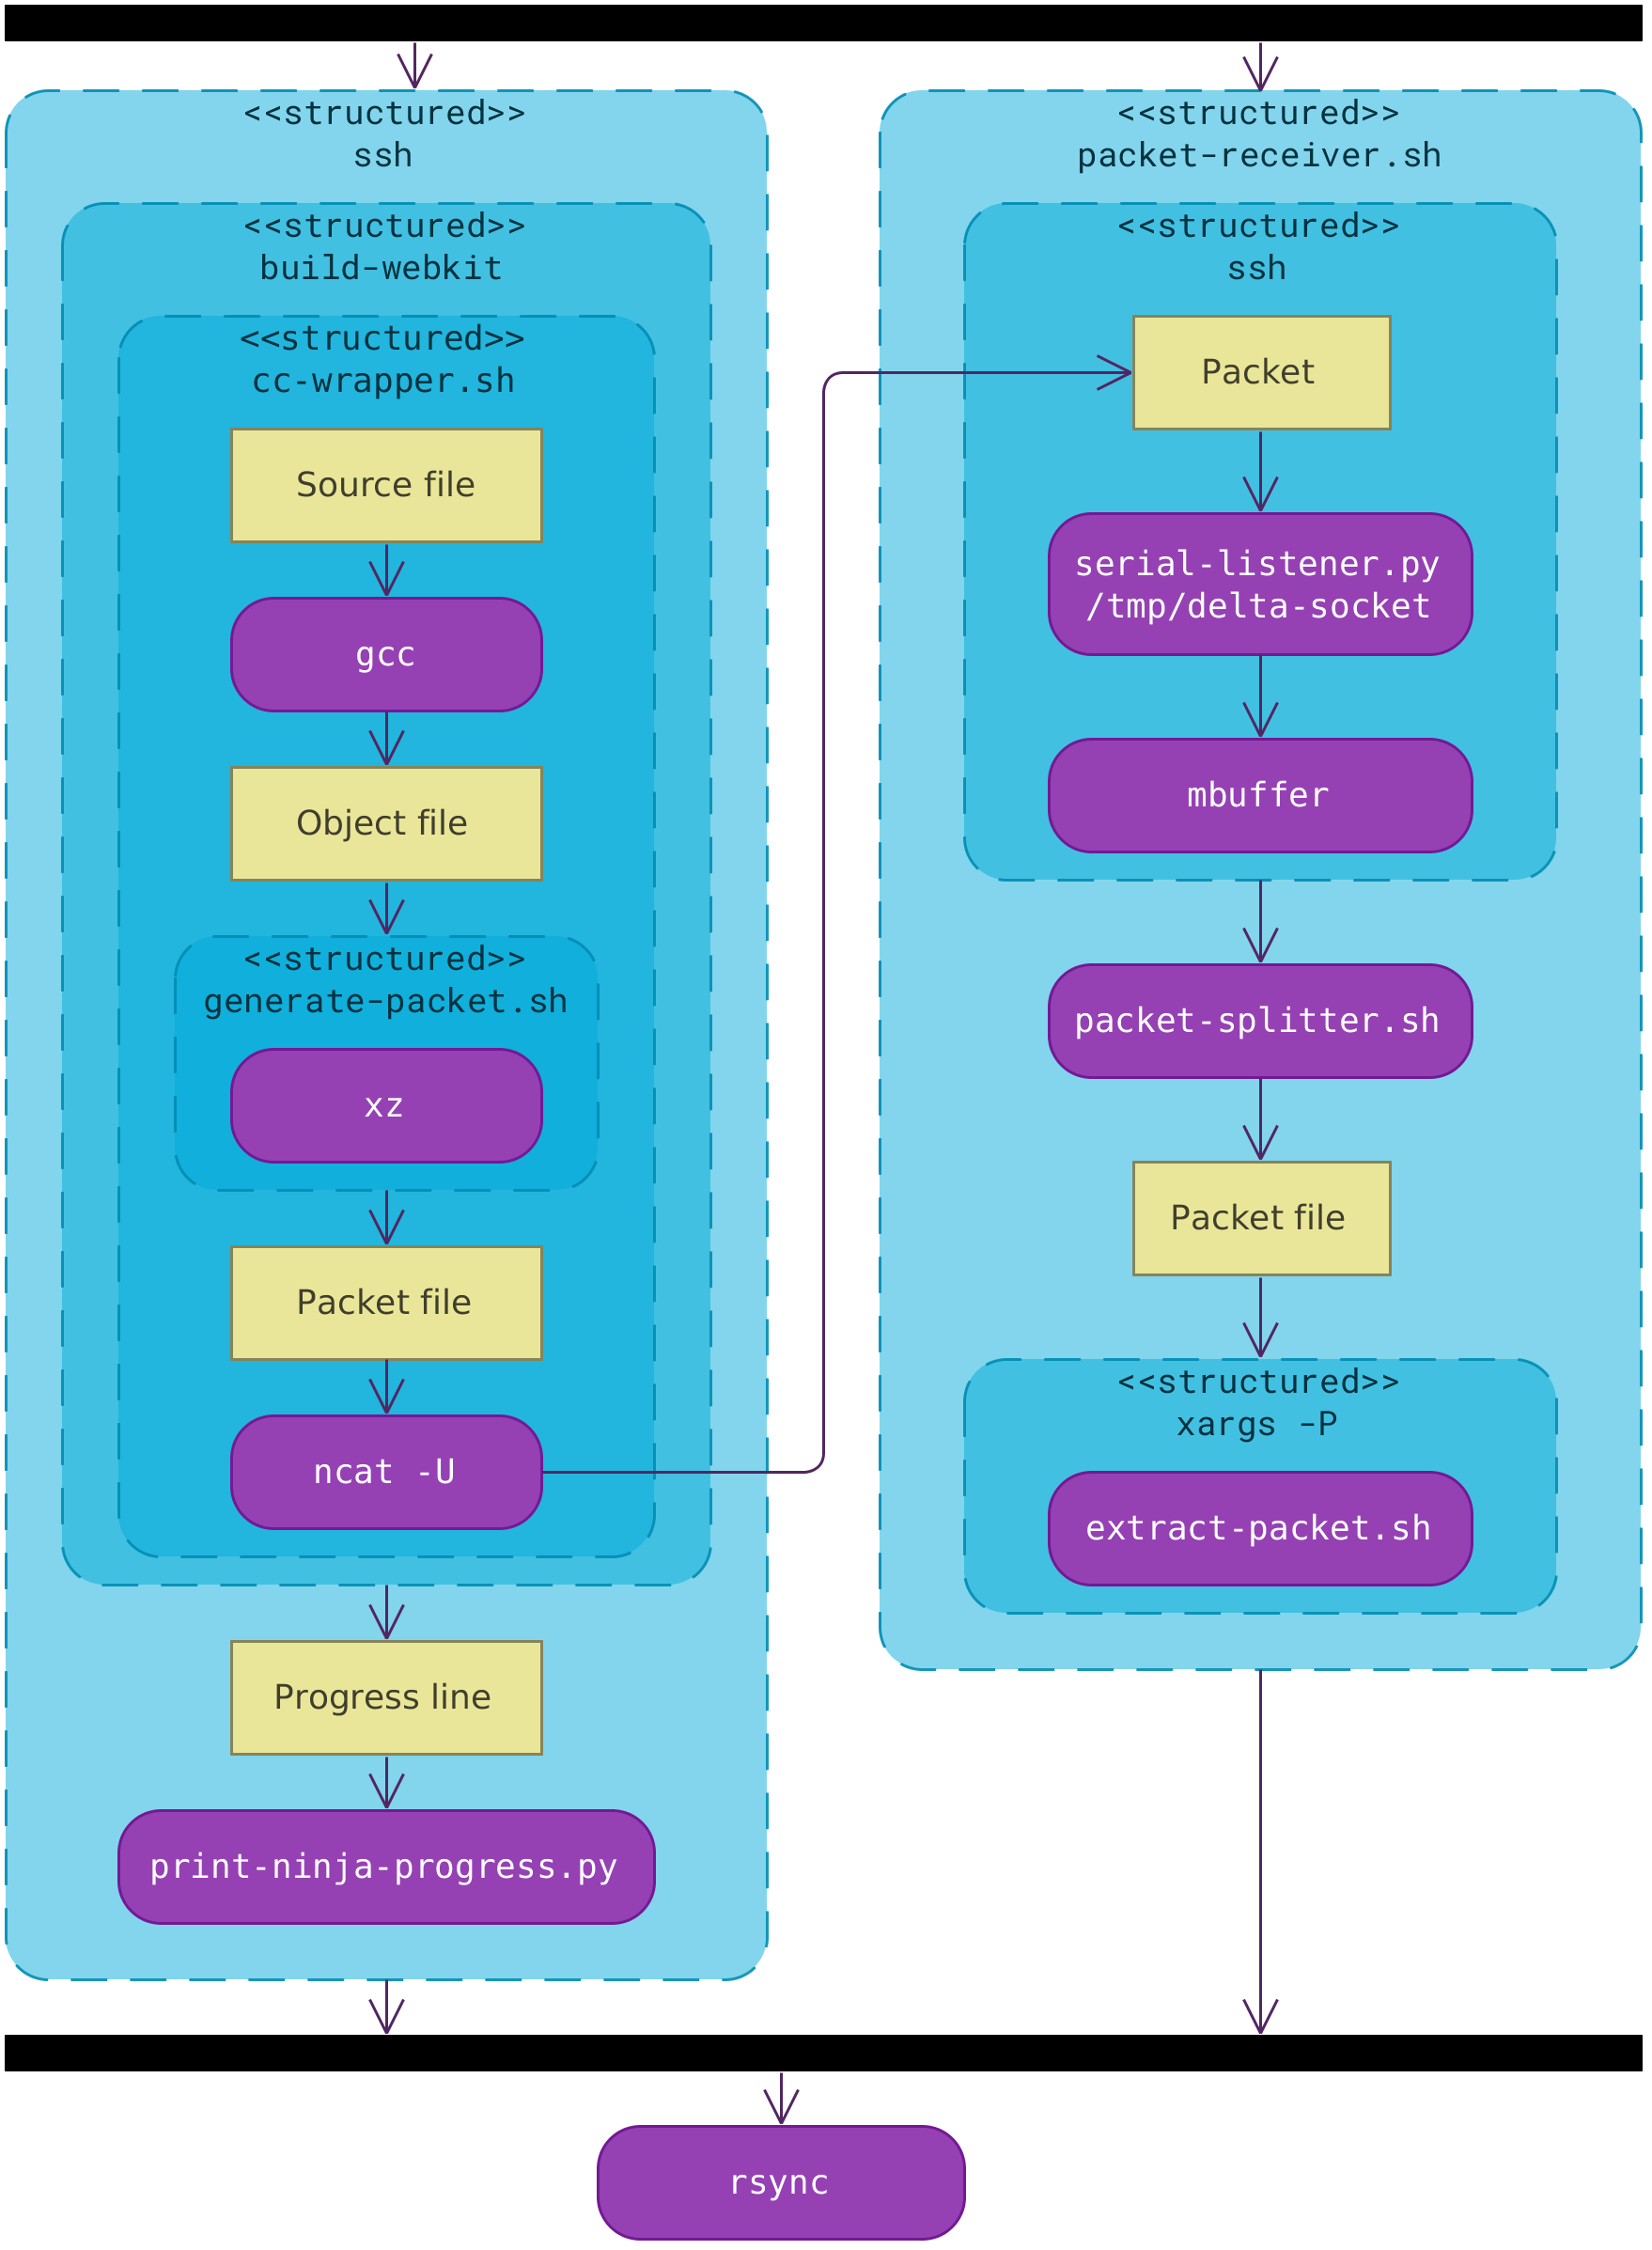 <<structured>>
ssh
<<structured>>
build-webkit
<<structured>>
cc-wrapper.sh
Source file
gcc
Object file
<<structured>>
generate-packet.sh
xz
Packet file
ncat -U
Progress line
print-ninja-progress.py
<<structured>>
packet-receiver.sh
<<structured>>
ssh
Packet
serial-listener.py
/tmp/delta-socket
mbuffer
packet-splitter.sh
Packet file
<<structured>>
xargs -P
extract-packet.sh
rsync